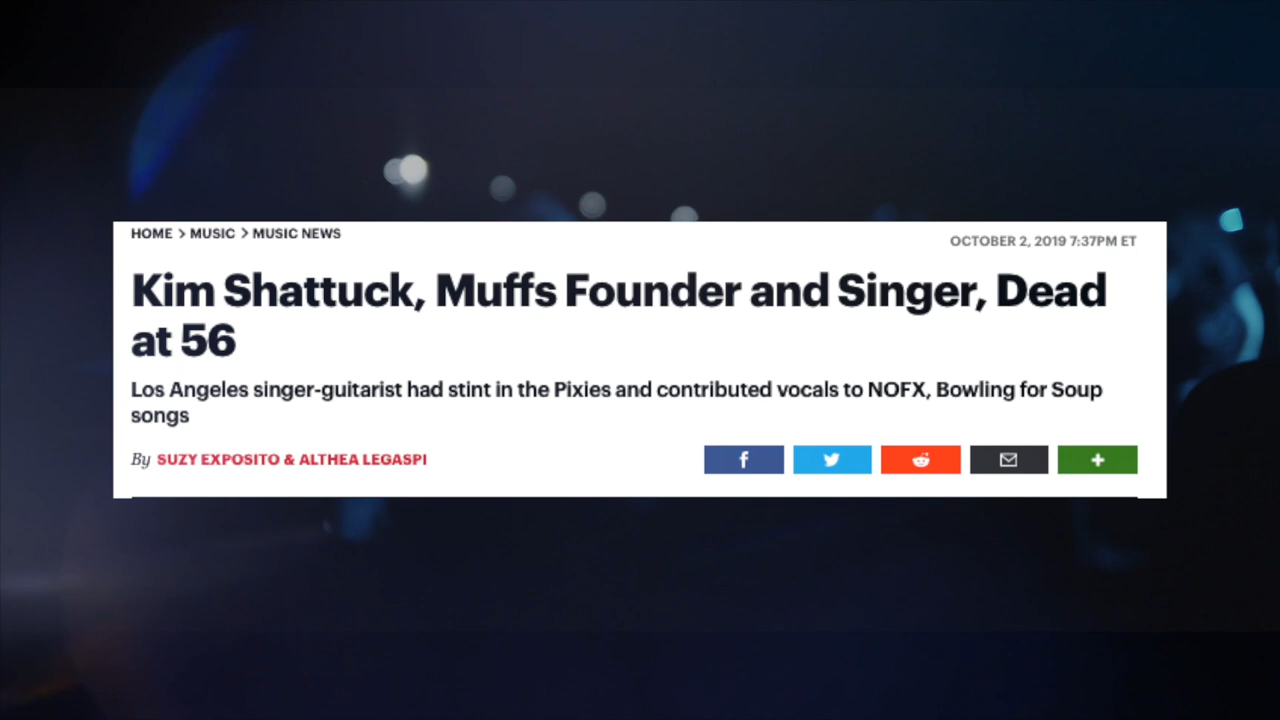 HOME > MUSIC > MUSIC NEWS
OCTOBER 2, 2019 7:37PM ET
Kim Shattuck, Muffs Founder and Singer, Dead
at 56
Los Angeles singer-guitarist had stint in the Pixies and contributed vocals to NOFX, Bowling for Soup
songs
By SUZY EXPOSITO & ALTHEA LEGASPI